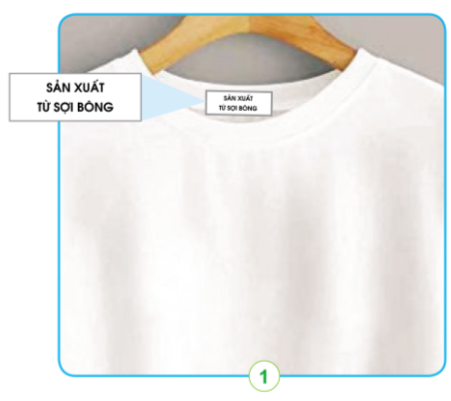 SẢN XUẤT
TỪ SỢI BÔNG
SẢN XUẤT
TỪ SỢI BÔNG
1